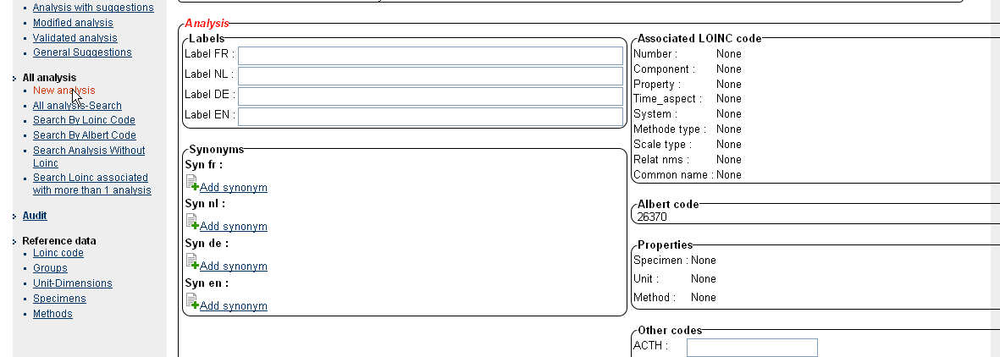 Analysis with suggestions
Modified analysis
Validated analysis
General Suggestions
All analysis
New analysis
All analysis-Search
Search By Loinc Code
Search By Albert Code
Search Analysis Without
Loinc
Search Loinc associated
with more than 1 analysis
Audit
Reference data
Loinc code
Groups
Unit-Dimensions
Specimens
Methods
Analysis
Labels
Label FR :
Label NL :
Label DE :
Label EN :
Synonyms
Syn fr :
Add synonym
Syn nl :
Add synonym
Syn de :
Add synonym
Syn en :
Add synonym
Associated LOINC code
Number : None
Component : None
Property : None
Time_aspect : None
System : None
Methode type : None
Scale type : None
Relat nms : None
Common name : None
Albert code
26370
Properties
Specimen : None
Unit : None
Method : None
Other codes
ACTH :